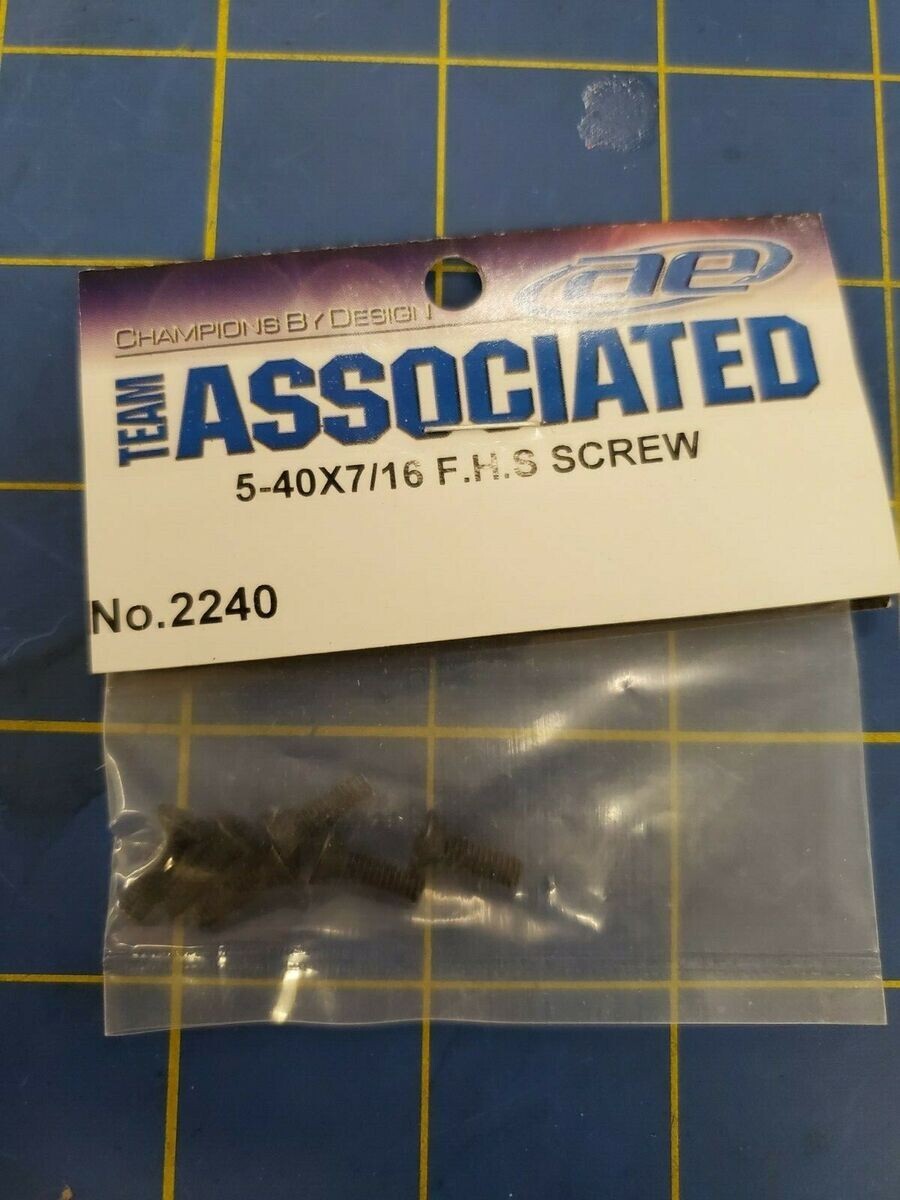 CHAMPIONS BY DESIGN
ae
TEAM
ASSOCIATED
5-40X7/16 F.H.S SCREW
No.2240